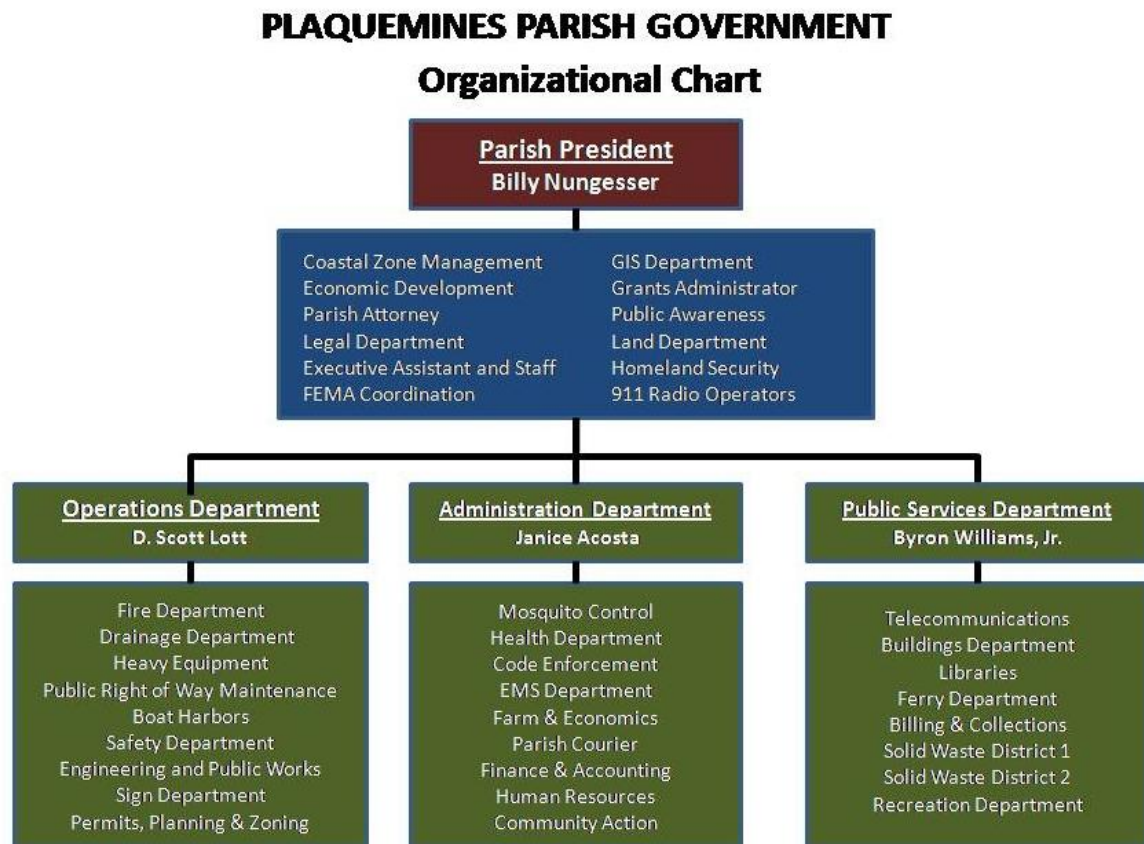 PLAQUEMINES PARISH GOVERNMENT
Organizational Chart
Parish President
Billy Nungesser
Coastal Zone Management
Economic Development
Parish Attorney
Legal Department
Executive Assistant and Staff
FEMA Coordination
GIS Department
Grants Administrator
Public Awareness
Land Department
Homeland Security
911 Radio Operators
Operations Department
D. Scott Lott
Fire Department
Drainage Department
Heavy Equipment
Public Right of Way Maintenance
Boat Harbors
Safety Department
Engineering and Public Works
Sign Department
Permits, Planning & Zoning
Administration Department
Janice Acosta
Mosquito Control
Health Department
Code Enforcement
EMS Department
Farm & Economics
Parish Courier
Finance & Accounting
Human Resources
Community Action
Public Services Department
Byron Williams, Jr.
Telecommunications
Buildings Department
Libraries
Ferry Department
Billing & Collections
Solid Waste District 1
Solid Waste District 2
Recreation Department